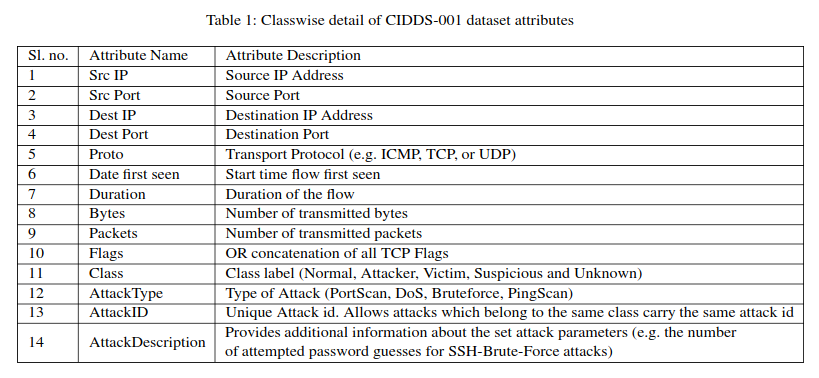 Table 1: Classwise detail of CIDDS-001 dataset attributes
Sl. no. Attribute Name Attribute Description
1 Src IP Source IP Address
2 Src Port Source Port
3 Dest IP Destination IP Address
4 Dest Port Destination Port
5 Proto Transport Protocol (e.g. ICMP, TCP, or UDP)
6 Date first seen Start time flow first seen
7 Duration Duration of the flow
8 Bytes Number of transmitted bytes
9 Packets Number of transmitted packets
10 Flags OR concatenation of all TCP Flags
11 Class Class label (Normal, Attacker, Victim, Suspicious and Unknown)
12 AttackType Type of Attack (PortScan, DoS, Bruteforce, PingScan)
13 AttackID Unique Attack id. Allows attacks which belong to the same class carry the same attack id
14 AttackDescription Provides additional information about the set attack parameters (e.g. the number
of attempted password guesses for SSH-Brute-Force attacks)